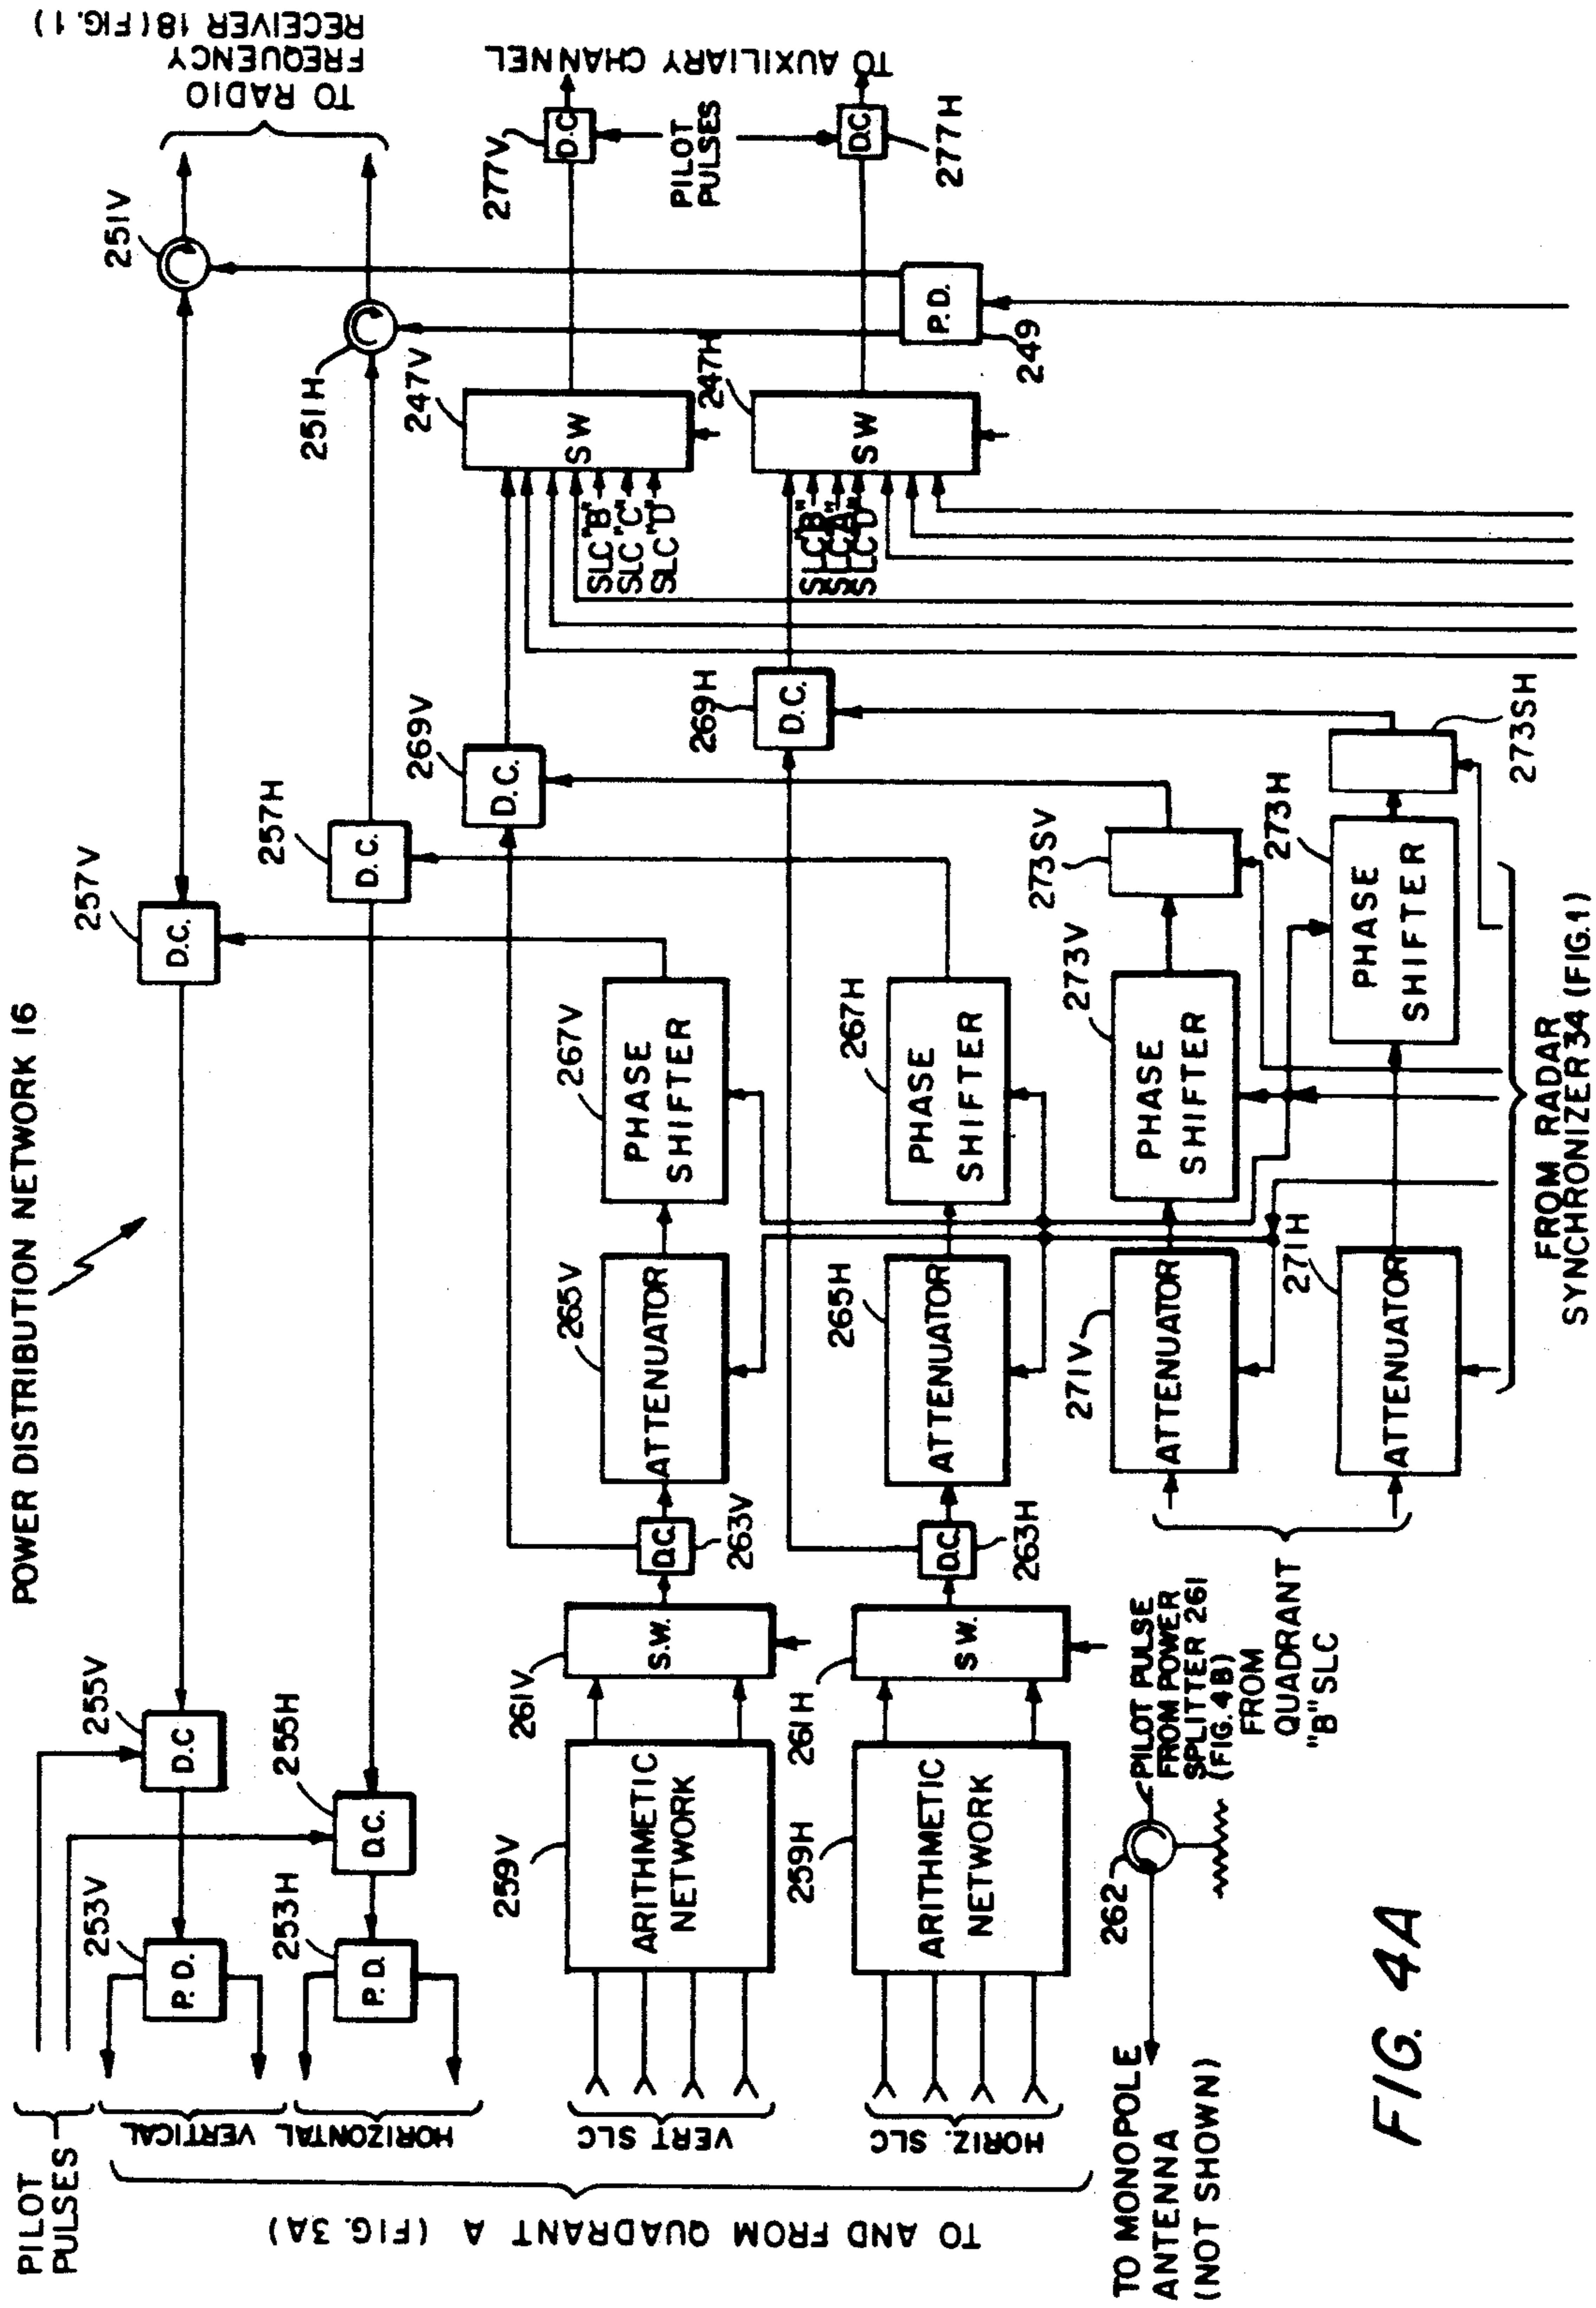 POWER DISTRIBUTION NETWORK 16
PILOT
PULSES
VERTICAL
HORIZONTAL
VERT SLC
HORIZ. SLC
TO AND FROM QUADRANT A (FIG. 3A)
253V
P. D.
253H
P. D.
255V
D.C
255H
D.C.
257V
D.C.
257H
D.C.
251V
251H
TO RADIO
FREQUENCY
RECEIVER 18 (FIG. 1)
259V
ARITHMETIC
NETWORK
261V
S.W.
263V
D.C.
265V
ATTENUATOR
267V
PHASE
SHIFTER
269V
D.C.
247V
SW
SLC "B"
SLC "C"
SLC "D"
277V
D.C
TO AUXILIARY CHANNEL
PILOT
PULSES
259H
ARITHMETIC
NETWORK
261H
SW.
263H
D.C.
265H
ATTENUATOR
267H
PHASE
SHIFTER
269H
D.C.
247H
SW
SLC "B"
SLC "A"
SLC "D"
277H
D.C
P.D.
249
271V
ATTENUATOR
273V
PHASE
SHIFTER
273SV
271H
ATTENUATOR
273H
PHASE
SHIFTER
273SH
262
PILOT PULSE
FROM POWER
SPLITTER 261
(FIG. 4B)
FROM
QUADRANT
"B" SLC
FROM RADAR
SYNCHRONIZER 34 (FIG.1)
TO MONOPOLE
ANTENNA
(NOT SHOWN)
FIG. 4A